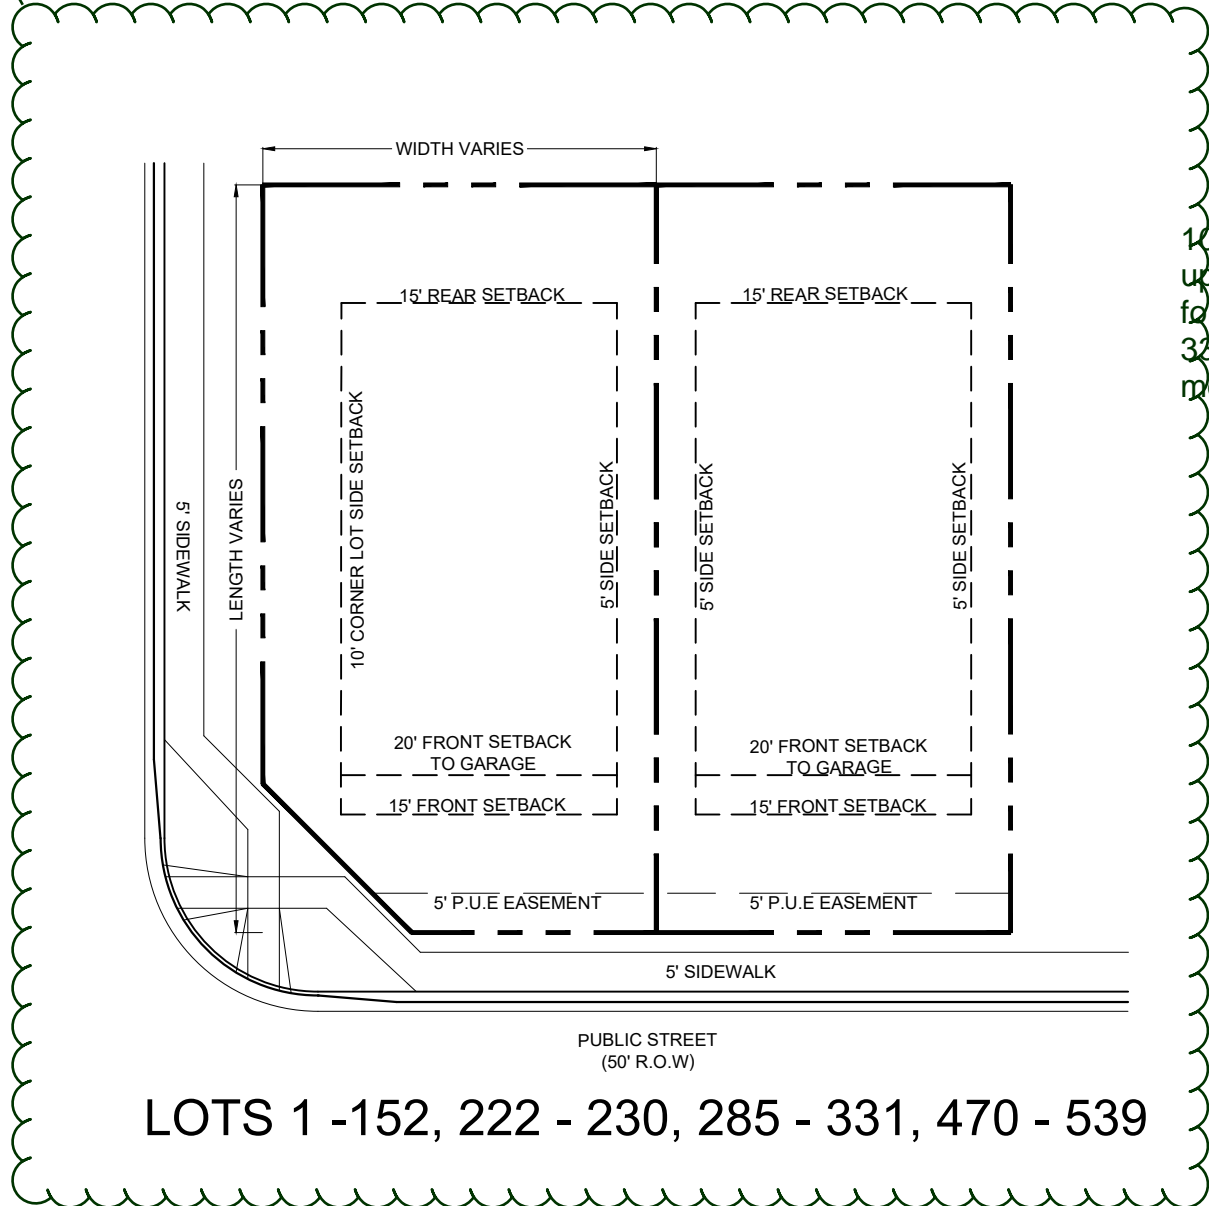 WIDTH VARIES
15' REAR SETBACK
15' REAR SETBACK
5' SIDEWALK
LENGTH VARIES
10' CORNER LOT SIDE SETBACK
5' SIDE SETBACK
5' SIDE SETBACK
5' SIDE SETBACK
20' FRONT SETBACK
TO GARAGE
20' FRONT SETBACK
TO GARAGE
15' FRONT SETBACK
15' FRONT SETBACK
5' P.U.E EASEMENT
5' P.U.E EASEMENT
5' SIDEWALK
PUBLIC STREET
(50' R.O.W)
LOTS 1 -152, 222 - 230, 285 - 331, 470 - 539